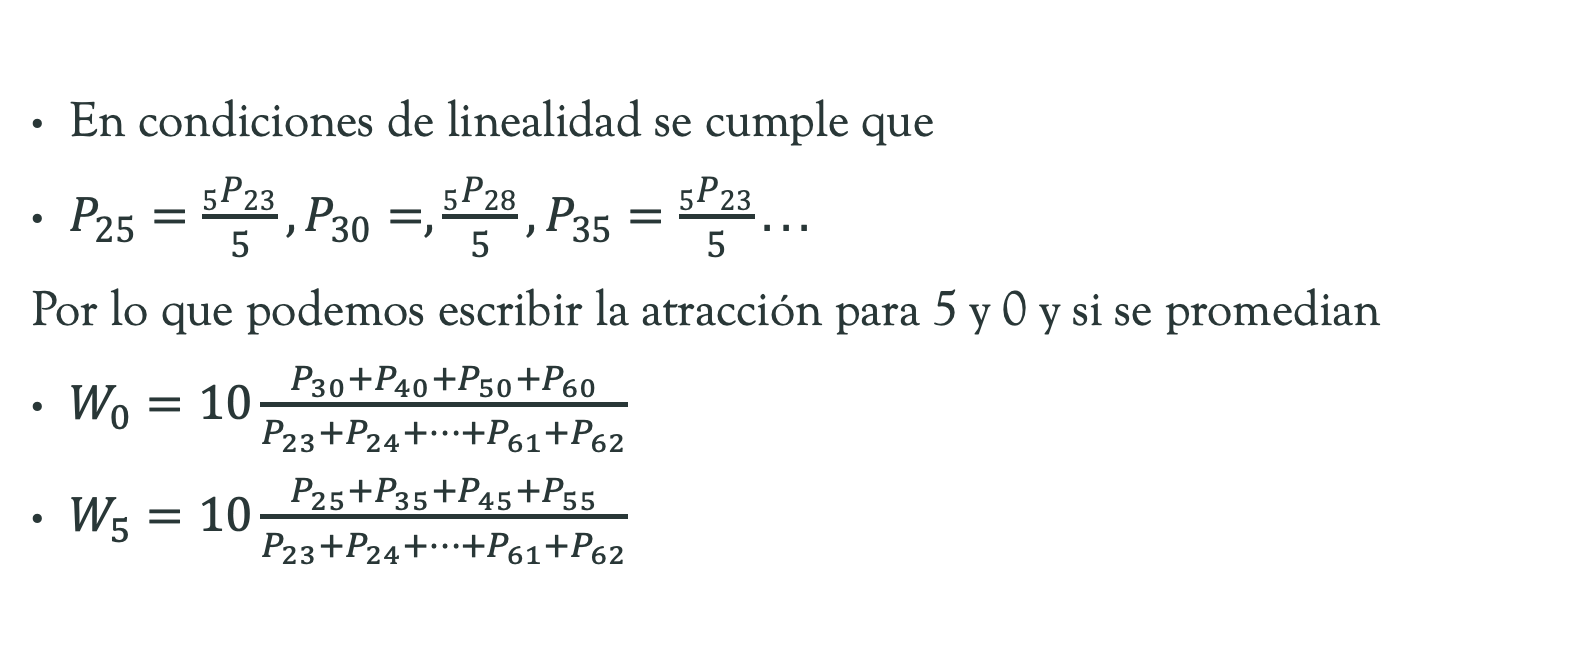 • En condiciones de linealidad se cumple que
• P₂₅ = ₅P₂₃/5, P₃₀ =, ₅P₂₈/5, P₃₅ = ₅P₂₃/5 …
Por lo que podemos escribir la atracción para 5 y 0 y si se promedian
• W₀ = 10 (P₃₀+P₄₀+P₅₀+P₆₀)/(P₂₃+P₂₄+⋯+P₆₁+P₆₂)
• W₅ = 10 (P₂₅+P₃₅+P₄₅+P₅₅)/(P₂₃+P₂₄+⋯+P₆₁+P₆₂)